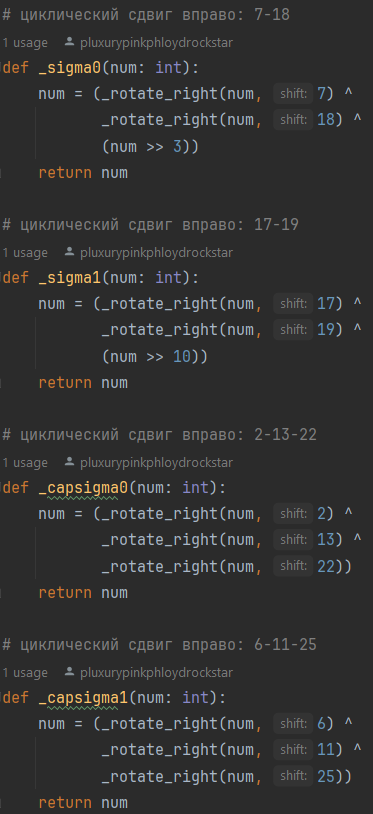 # циклический сдвиг вправо: 7-18
1 usage pluxurypinkphloydrockstar
def _sigma0(num: int):
    num = (_rotate_right(num, shift: 7) ^
           _rotate_right(num, shift: 18) ^
           (num >> 3))
    return num
# циклический сдвиг вправо: 17-19
1 usage pluxurypinkphloydrockstar
def _sigma1(num: int):
    num = (_rotate_right(num, shift: 17) ^
           _rotate_right(num, shift: 19) ^
           (num >> 10))
    return num
# циклический сдвиг вправо: 2-13-22
1 usage pluxurypinkphloydrockstar
def _capsigma0(num: int):
    num = (_rotate_right(num, shift: 2) ^
           _rotate_right(num, shift: 13) ^
           _rotate_right(num, shift: 22))
    return num
# циклический сдвиг вправо: 6-11-25
1 usage pluxurypinkphloydrockstar
def _capsigma1(num: int):
    num = (_rotate_right(num, shift: 6) ^
           _rotate_right(num, shift: 11) ^
           _rotate_right(num, shift: 25))
    return num